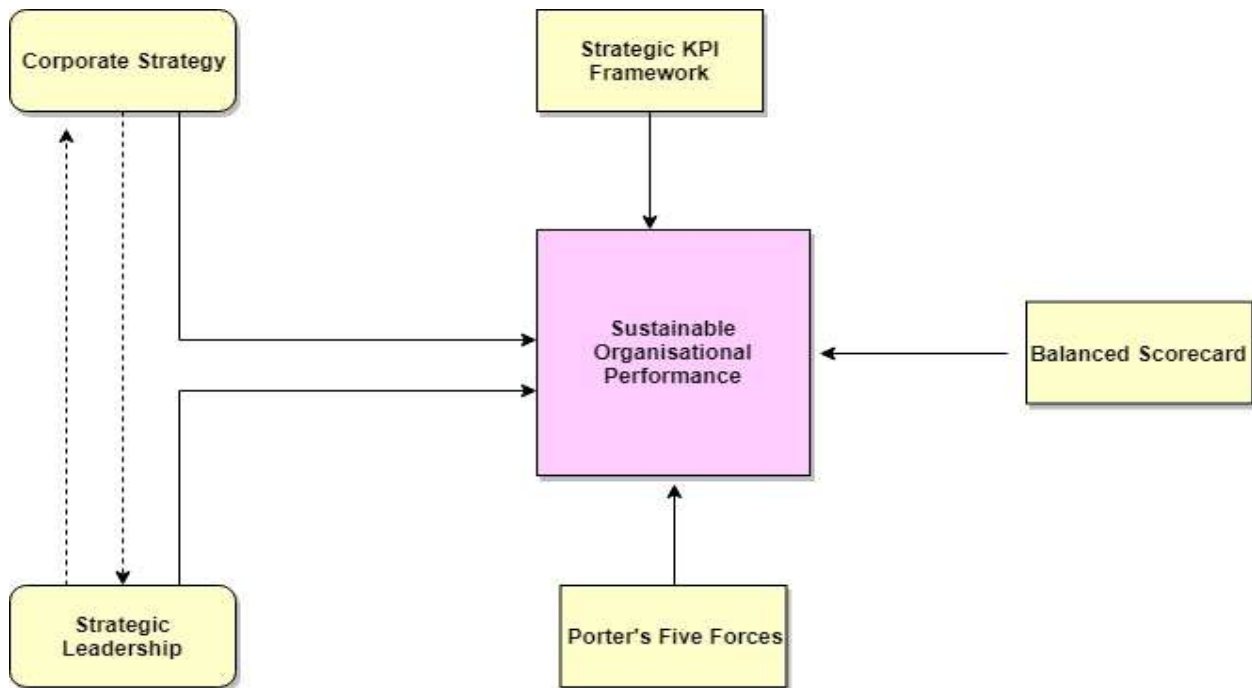 Corporate Strategy
Strategic KPI
Framework
Sustainable
Organisational
Performance
Balanced Scorecard
Strategic
Leadership
Porter's Five Forces